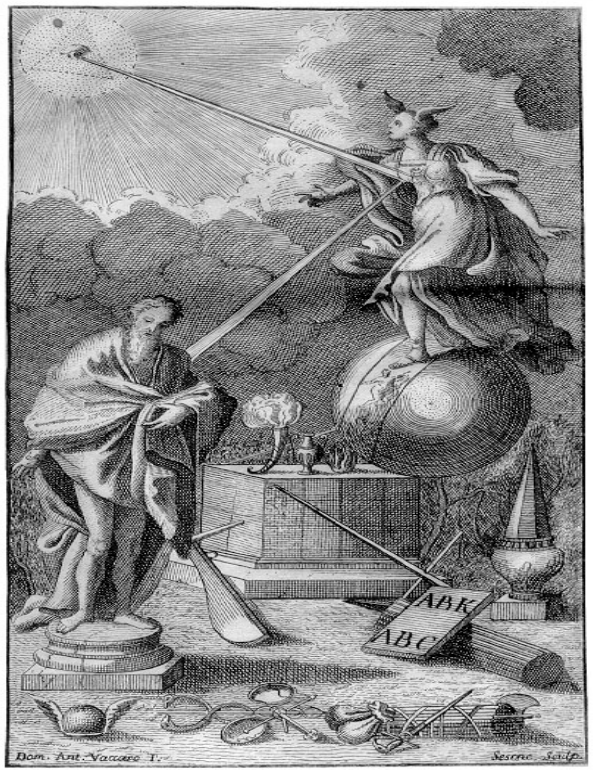 ABK
ABC
Dom. Ant. Vaccaro I.
Sesone Sculp.